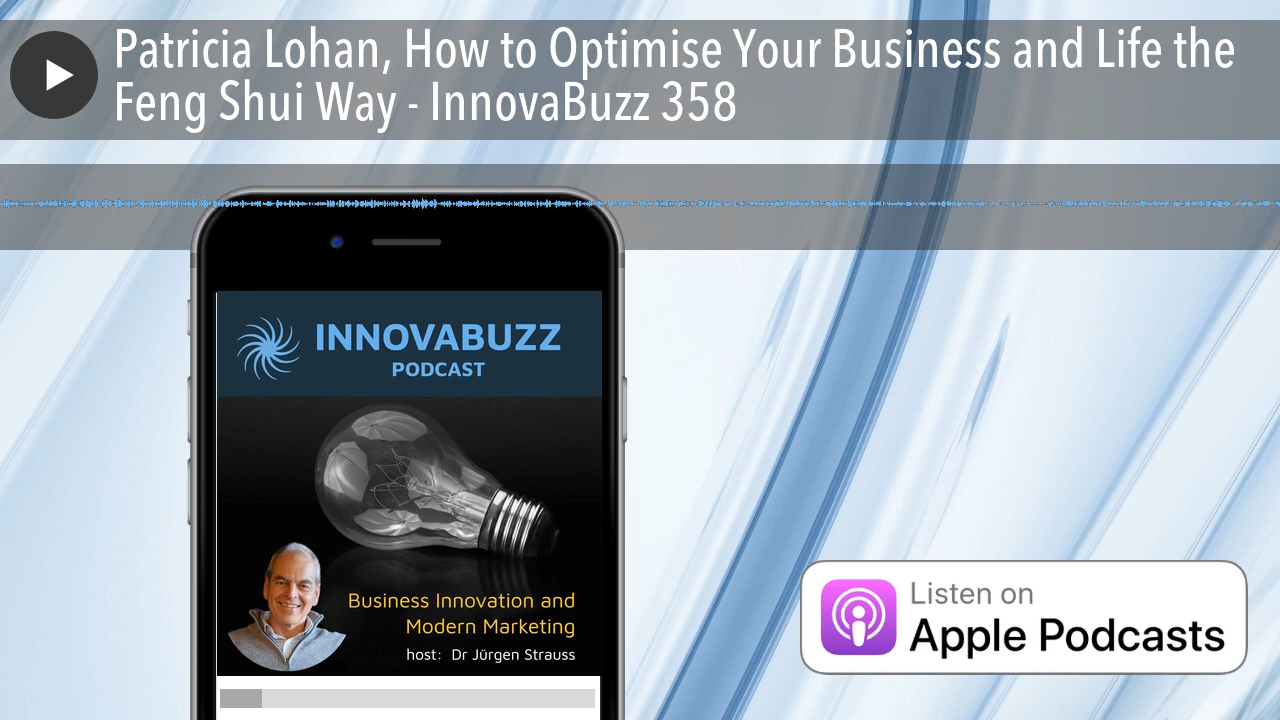 Patricia Lohan, How to Optimise Your Business and Life the
Feng Shui Way - InnovaBuzz 358
INNOVABUZZ
PODCAST
Business Innovation and
Modern Marketing
host: Dr Jürgen Strauss
Listen on
Apple Podcasts